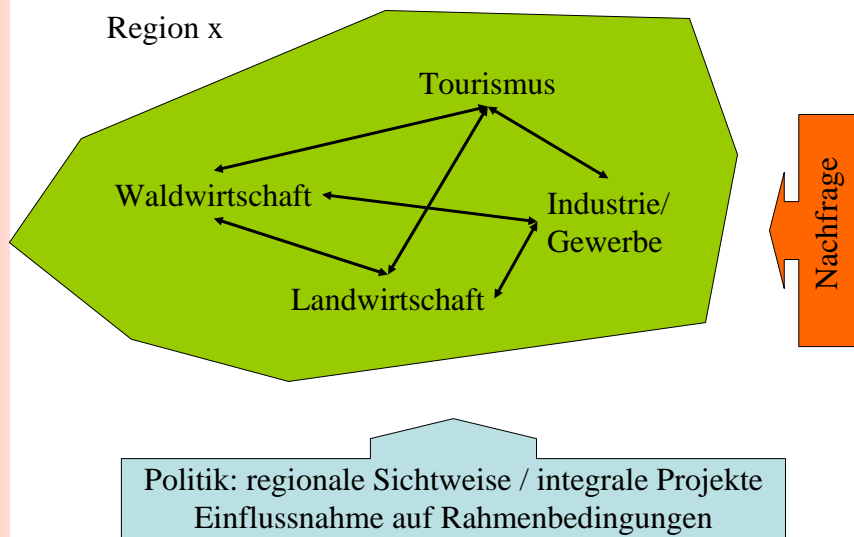 Region x
Tourismus
Waldwirtschaft
Industrie/
Gewerbe
Landwirtschaft
Nachfrage
Politik: regionale Sichtweise / integrale Projekte
Einflussnahme auf Rahmenbedingungen